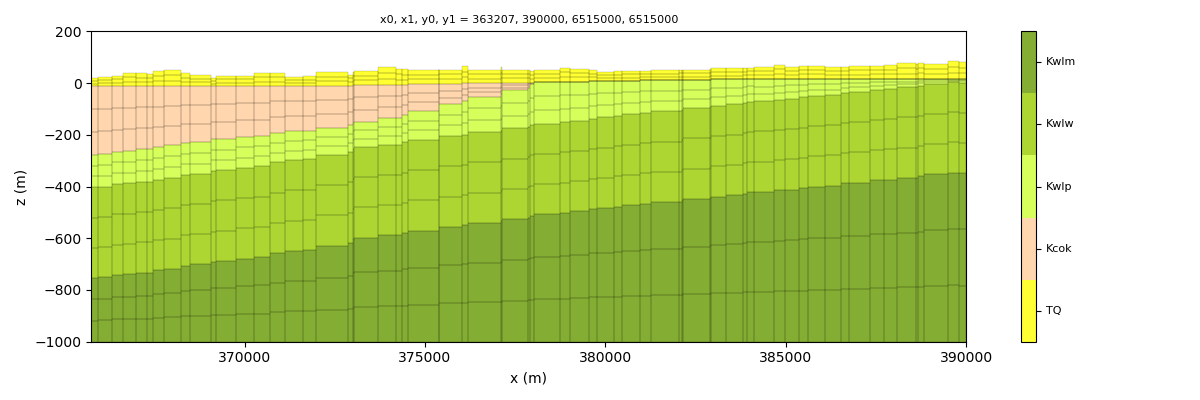 x0, x1, y0, y1 = 363207, 390000, 6515000, 6515000
200
0
−200
−400
−600
−800
−1000
z (m)
370000 375000 380000 385000 390000
x (m)
Kwlm
Kwlw
Kwlp
Kcok
TQ